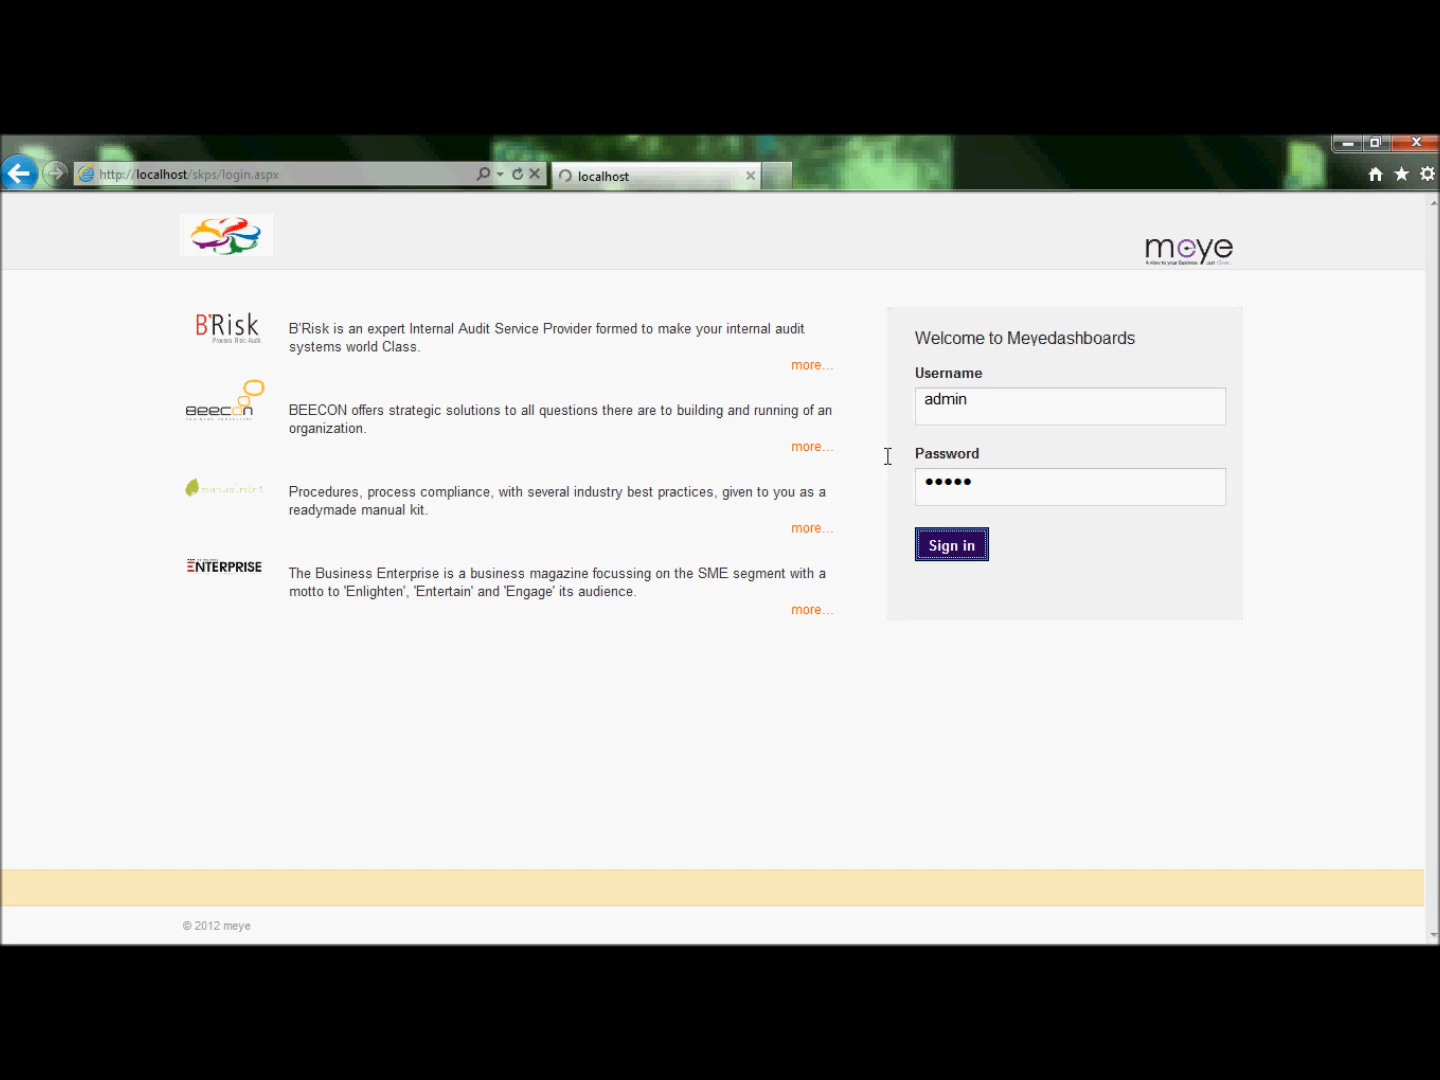 http://localhost/skps/login.aspx
localhost
meye
B'Risk
B'Risk is an expert Internal Audit Service Provider formed to make your internal audit
systems world Class.
more...
BEECON
BEECON offers strategic solutions to all questions there are to building and running of an
organization.
more...
manualmint
Procedures, process compliance, with several industry best practices, given to you as a
readymade manual kit.
more...
ENTERPRISE
The Business Enterprise is a business magazine focussing on the SME segment with a
motto to 'Enlighten', 'Entertain' and 'Engage' its audience.
more...
Welcome to Meyedashboards
Username
admin
Password
•••••
Sign in
© 2012 meye